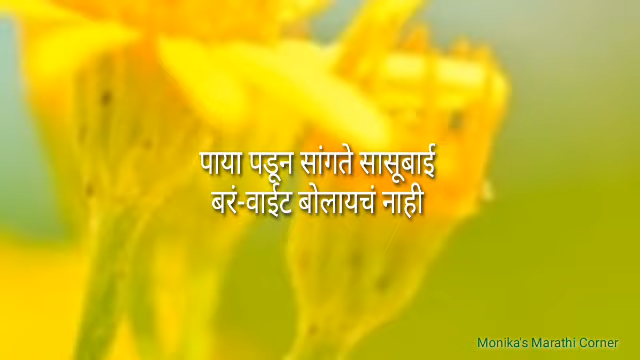 पाया पडून सांगते सासूबाई
बरं-वाईट बोलायचं नाही
Monika's Marathi Corner